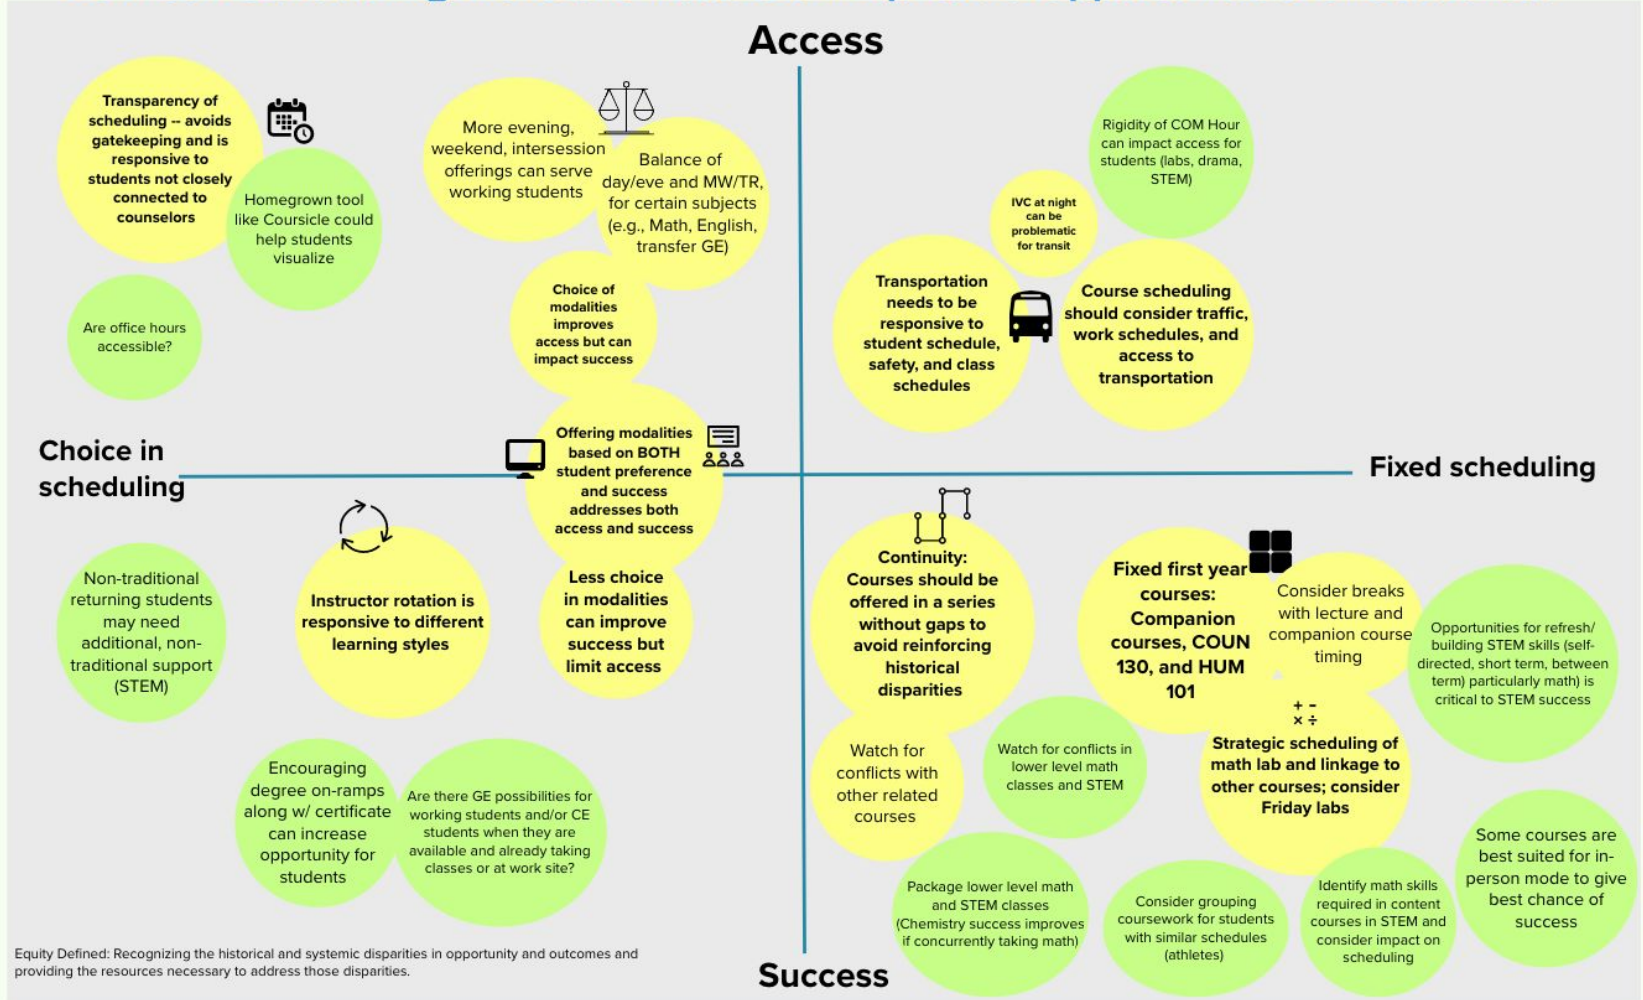 Access
Transparency of
scheduling -- avoids
gatekeeping and is
responsive to
students not closely
connected to
counselors
Homegrown tool
like Coursicle could
help students
visualize
Are office hours
accessible?
More evening,
weekend, intersession
offerings can serve
working students
Balance of
day/eve and MW/TR,
for certain subjects
(e.g., Math, English,
transfer GE)
Choice of
modalities
improves
access but can
impact success
Rigidity of COM Hour
can impact access for
students (labs, drama,
STEM)
IVC at night
can be
problematic
for transit
Transportation
needs to be
responsive to
student schedule,
safety, and class
schedules
Course scheduling
should consider traffic,
work schedules, and
access to
transportation
Choice in
scheduling
Offering modalities
based on BOTH
student preference
and success
addresses both
access and success
Fixed scheduling
Non-traditional
returning students
may need
additional, non-
traditional support
(STEM)
Instructor rotation is
responsive to different
learning styles
Less choice
in modalities
can improve
success but
limit access
Encouraging
degree on-ramps
along w/ certificate
can increase
opportunity for
students
Are there GE possibilities for
working students and/or CE
students when they are
available and already taking
classes or at work site?
Continuity:
Courses should be
offered in a series
without gaps to
avoid reinforcing
historical
disparities
Fixed first year
courses:
Companion
courses, COUN
130, and HUM
101
Consider breaks
with lecture and
companion course
timing
Opportunities for refresh/
building STEM skills (self-
directed, short term, between
term) particularly math) is
critical to STEM success
Watch for
conflicts with
other related
courses
Watch for conflicts in
lower level math
classes and STEM
+ -
× ÷
Strategic scheduling of
math lab and linkage to
other courses; consider
Friday labs
Package lower level math
and STEM classes
(Chemistry success improves
if concurrently taking math)
Consider grouping
coursework for students
with similar schedules
(athletes)
Identify math skills
required in content
courses in STEM and
consider impact on
scheduling
Some courses are
best suited for in-
person mode to give
best chance of
success
Equity Defined: Recognizing the historical and systemic disparities in opportunity and outcomes and
providing the resources necessary to address those disparities.
Success